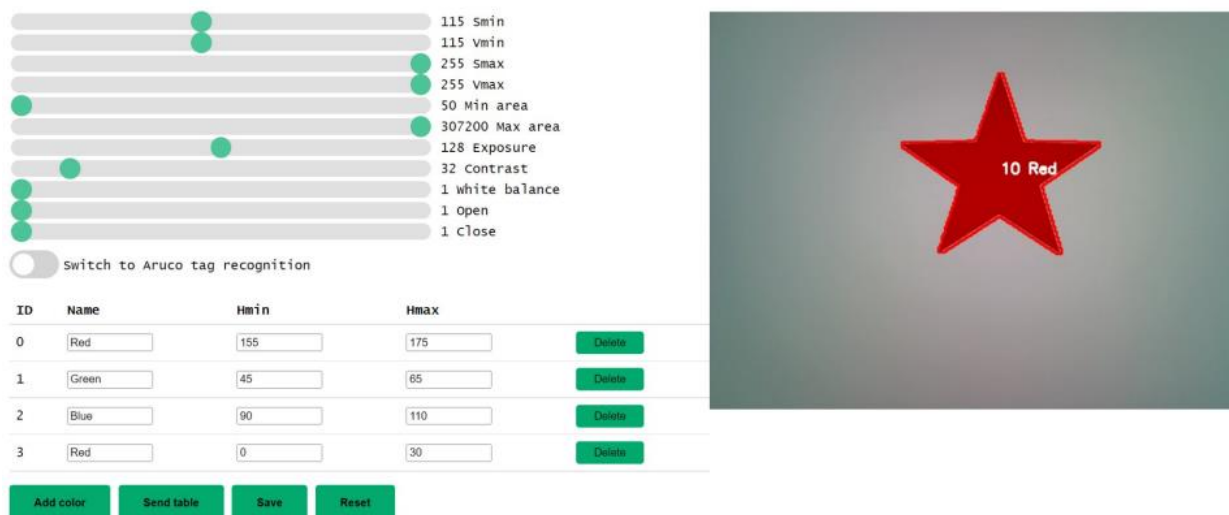 115 Smin
115 Vmin
255 Smax
255 Vmax
50 Min area
307200 Max area
128 Exposure
32 Contrast
1 White balance
1 Open
1 Close
Switch to Aruco tag recognition
ID Name Hmin Hmax
0 Red 155 175 Delete
1 Green 45 65 Delete
2 Blue 90 110 Delete
3 Red 0 30 Delete
Add color Send table Save Reset
10 Red